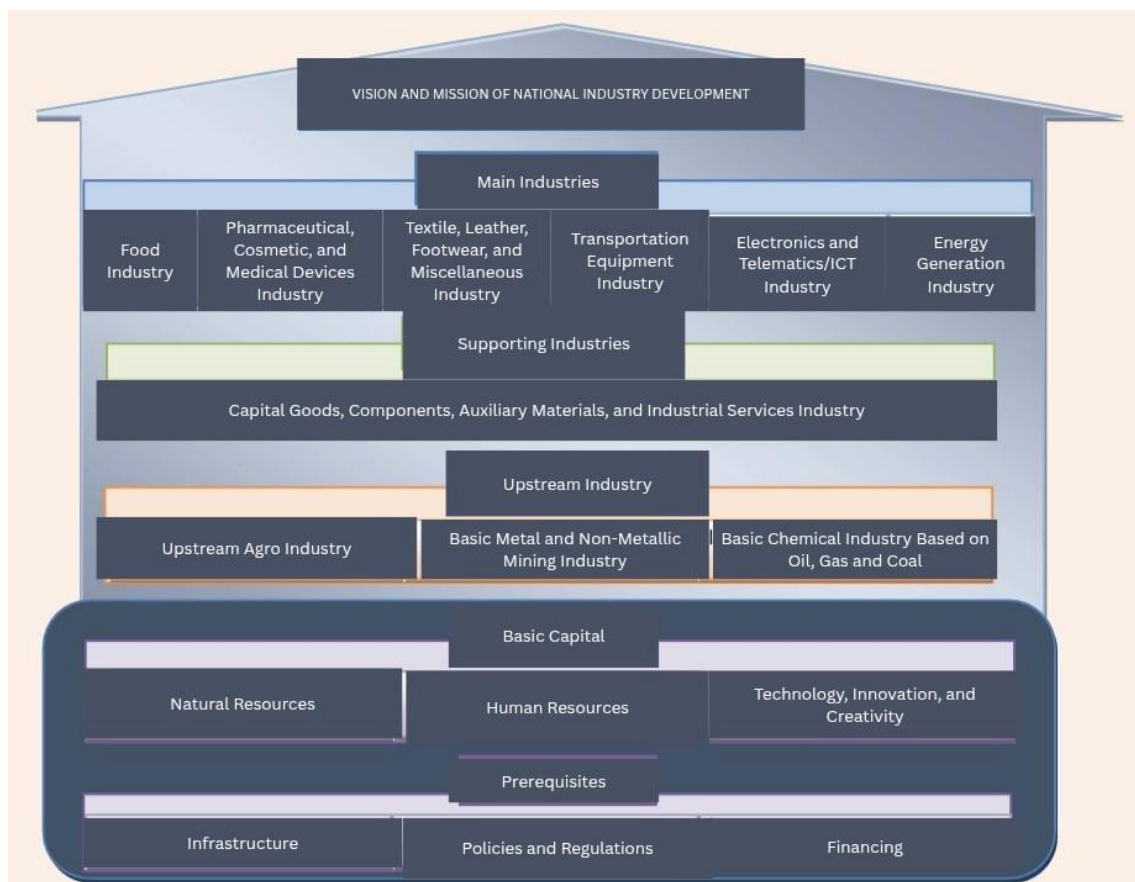 VISION AND MISSION OF NATIONAL INDUSTRY DEVELOPMENT
Main Industries
Food
Industry
Pharmaceutical,
Cosmetic, and
Medical Devices
Industry
Textile, Leather,
Footwear, and
Miscellaneous
Industry
Transportation
Equipment
Industry
Electronics and
Telematics/ICT
Industry
Energy
Generation
Industry
Supporting Industries
Capital Goods, Components, Auxiliary Materials, and Industrial Services Industry
Upstream Industry
Upstream Agro Industry
Basic Metal and Non-Metallic
Mining Industry
Basic Chemical Industry Based on
Oil, Gas and Coal
Basic Capital
Natural Resources
Human Resources
Technology, Innovation, and
Creativity
Prerequisites
Infrastructure
Policies and Regulations
Financing